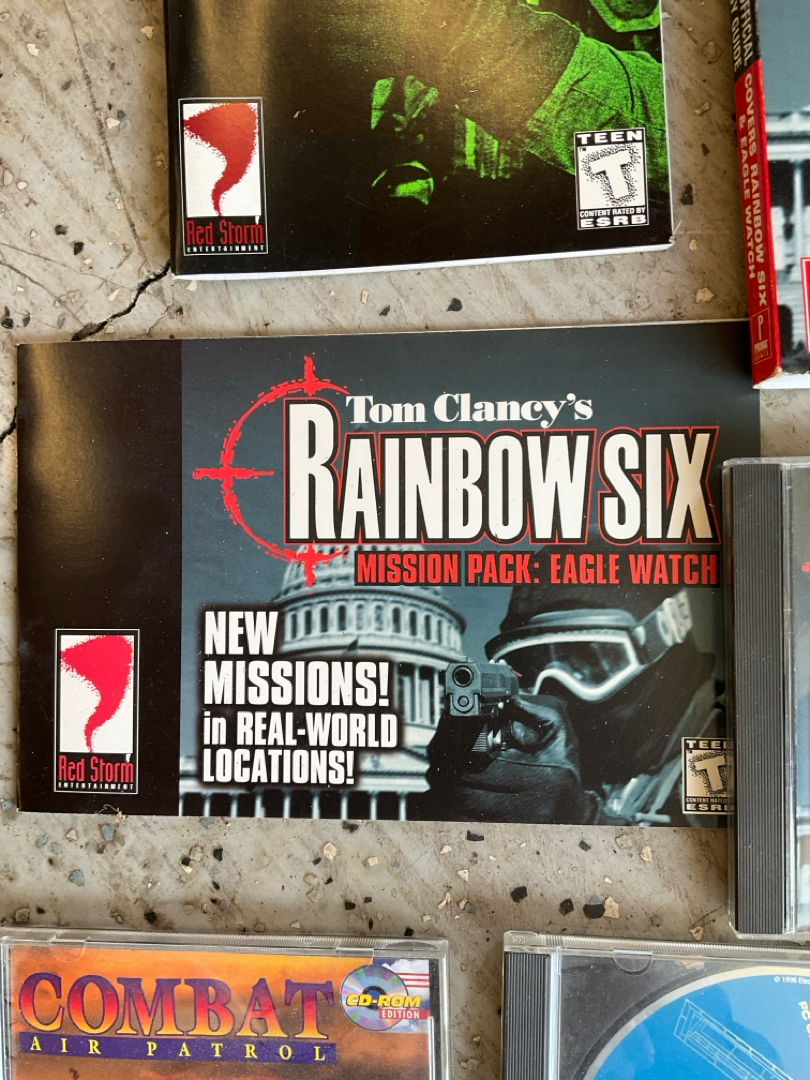 Red Storm
ENTERTAINMENT
TEEN
T
CONTENT RATED BY
ESRB
COVERS RAINBOW SIX
& EAGLE WATCH
P
PRIMA
Tom Clancy's
RAINBOW SIX
MISSION PACK: EAGLE WATCH
NEW
MISSIONS!
in REAL-WORLD
LOCATIONS!
Red Storm
ENTERTAINMENT
TEEN
T
CONTENT RATED
ESRB
COMBAT
AIR PATROL
CD-ROM
EDITION
© 1998